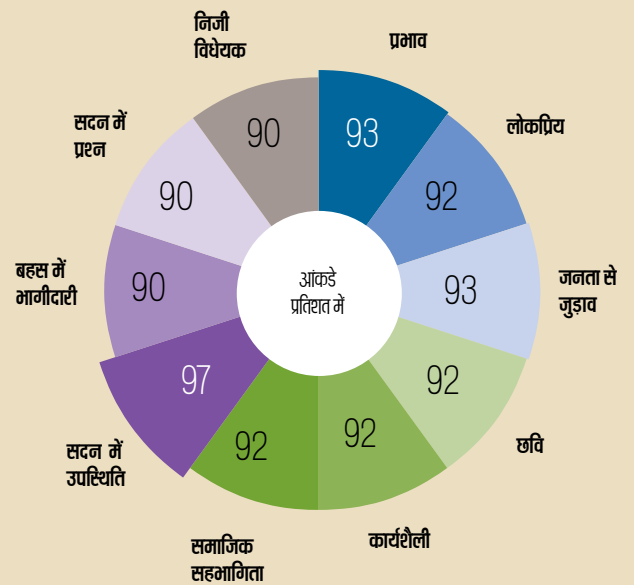 निजी
विधेयक
90
प्रभाव
93
लोकप्रिय
92
जनता से
जुड़ाव
93
छवि
92
कार्यशैली
92
समाजिक
सहभागिता
92
सदन में
उपस्थिति
97
बहस में
भागीदारी
90
सदन में
प्रश्न
90
आंकडे
प्रतिशत में